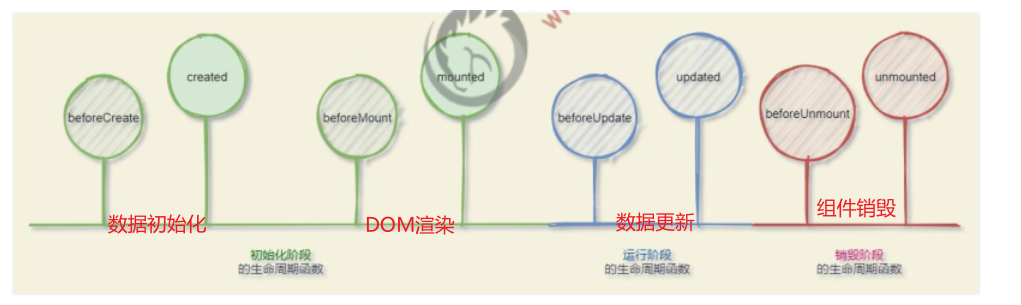 created
mounted
updated
unmounted
beforeCreate
beforeMount
beforeUpdate
beforeUnmount
数据初始化
DOM渲染
数据更新
组件销毁
初始化阶段
的生命周期函数
运行阶段
的生命周期函数
销毁阶段
的生命周期函数